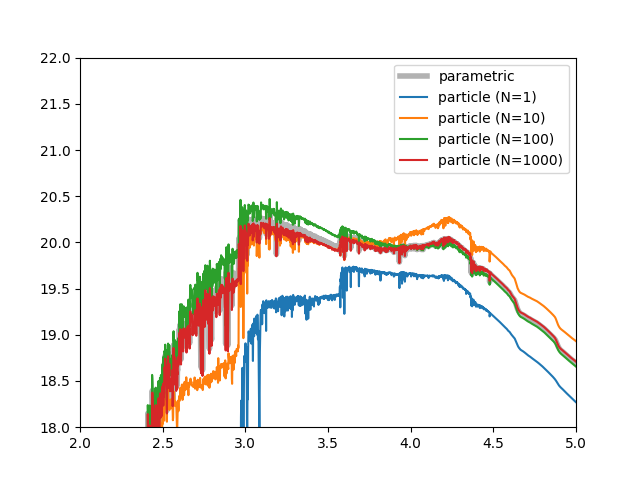 22.0
21.5
21.0
20.5
20.0
19.5
19.0
18.5
18.0
2.0 2.5 3.0 3.5 4.0 4.5 5.0
parametric
particle (N=1)
particle (N=10)
particle (N=100)
particle (N=1000)